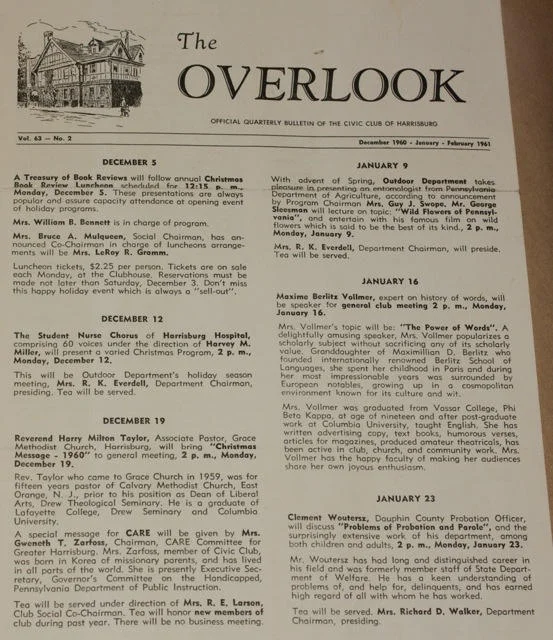 The
OVERLOOK
OFFICIAL QUARTERLY BULLETIN OF THE CIVIC CLUB OF HARRISBURG
Vol. 63 — No. 2
December 1960 - January - February 1961
DECEMBER 5
A Treasury of Book Reviews will follow annual Christmas
Book Review Luncheon scheduled for 12:15 p. m.,
Monday, December 5. These presentations are always
popular and assure capacity attendance at opening event
of holiday programs.
Mrs. William B. Bennett is in charge of program.
Mrs. Bruce A. Mulqueen, Social Chairman, has an-
nounced Co-Chairman in charge of luncheons arrange-
ments will be Mrs. LeRoy R. Gramm.
Luncheon tickets, $2.25 per person. Tickets are on sale
each Monday, at the Clubhouse. Reservations must be
made not later than Saturday, December 3. Don't miss
this happy holiday event which is always a "sell-out".
DECEMBER 12
The Student Nurse Chorus of Harrisburg Hospital,
comprising 60 voices under the direction of Harvey M.
Miller, will present a varied Christmas Program, 2 p. m.,
Monday, December 12.
This will be Outdoor Department's holiday season
meeting, Mrs. R. K. Everdell, Department Chairman,
presiding. Tea will be served.
DECEMBER 19
Reverend Harry Milton Taylor, Associate Pastor, Grace
Methodist Church, Harrisburg, will bring "Christmas
Message - 1960" to general meeting, 2 p. m., Monday,
December 19.
Rev. Taylor who came to Grace Church in 1959, was for
fifteen years pastor of Calvary Methodist Church, East
Orange, N. J., prior to his position as Dean of Liberal
Arts, Drew Theological Seminary. He is a graduate of
Lafayette College, Drew Seminary and Columbia
University.
A special message for CARE will be given by Mrs.
Gweneth T. Zarfoss, Chairman, CARE Committee for
Greater Harrisburg. Mrs. Zarfoss, member of Civic Club,
was born in Korea of missionary parents, and has lived
in all parts of the world. She is presently Executive Sec-
retary, Governor's Committee on the Handicapped,
Pennsylvania Department of Public Instruction.
Tea will be served under direction of Mrs. R. E. Larson,
Club Social Co-Chairman. Tea will honor new members of
club during past year. There will be no business meeting.
JANUARY 9
With advent of Spring, Outdoor Department takes
pleasure in presenting an entomologist from Pennsylvania
Department of Agriculture, according to announcement
by Program Chairman Mrs. Guy J. Swope. Mr. George
Sleesman will lecture on topic: "Wild Flowers of Pennsyl-
vania", and entertain with his famous film on wild
flowers which is said to be the best of its kind., 2 p. m.,
Monday, January 9.
Mrs. R. K. Everdell, Department Chairman, will preside.
Tea will be served.
JANUARY 16
Maxime Berlitz Vollmer, expert on history of words, will
be speaker for general club meeting 2 p. m., Monday,
January 16.
Mrs. Vollmer's topic will be: "The Power of Words". A
delightfully amusing speaker, Mrs. Vollmer popularizes a
scholarly subject without sacrificing any of its scholarly
value. Granddaughter of Maximillian D. Berlitz who
founded internationally renowned Berlitz School of
Languages, she spent her childhood in Paris and during
her most impressionable years was surrounded by
European notables, growing up in a cosmopolitan
environment known for its culture and wit.
Mrs. Vollmer was graduated from Vassar College, Phi
Beta Kappa, at age of nineteen and after post-graduate
work at Columbia University, taught English. She has
written advertising copy, text books, humorous verses,
articles for magazines, produced amateur theatricals, has
been active in club, church, and community work. Mrs.
Vollmer has the happy faculty of making her audiences
share her own joyous enthusiasm.
JANUARY 23
Clement Woutersz, Dauphin County Probation Officer,
will discuss "Problems of Probation and Parole", and the
surprisingly extensive work of his department, among
both children and adults, 2 p. m., Monday, January 23.
Mr. Woutersz has had long and distinguished career in
his field and was formerly member staff of State Depart-
ment of Welfare. He has a keen understanding of
problems of, and help for, delinquents, and has earned
high regard of all with whom he has worked.
Tea will be served. Mrs. Richard D. Walker, Department
Chairman, presiding.